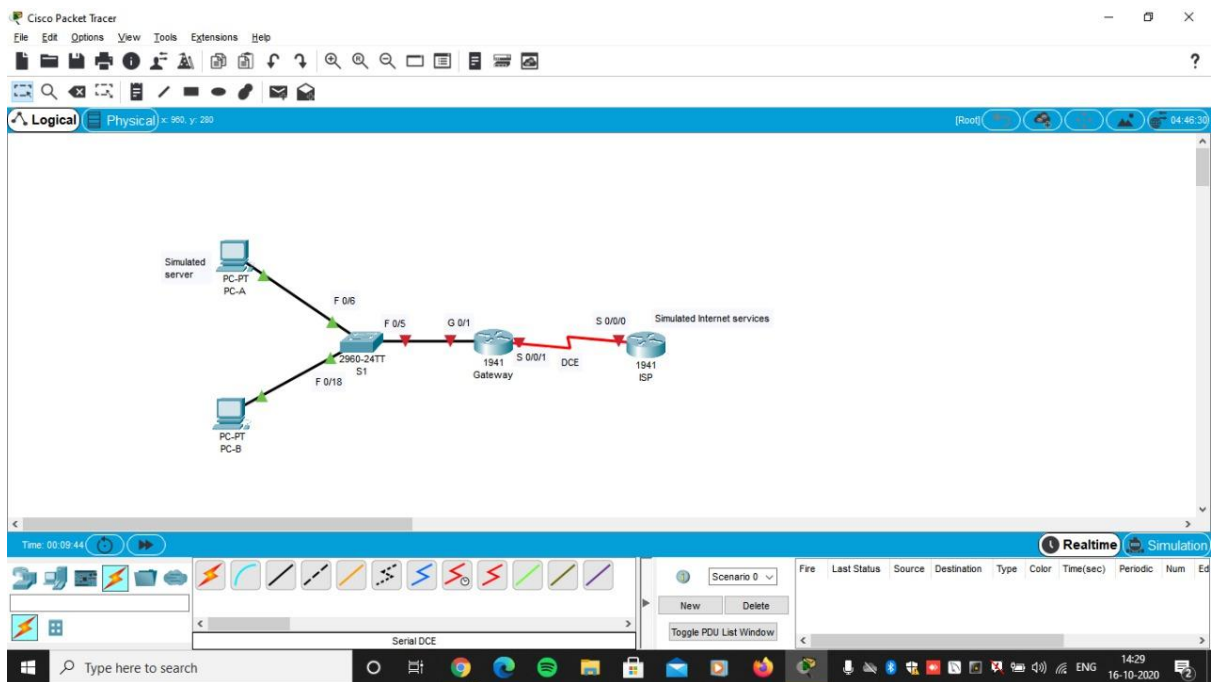 Cisco Packet Tracer
File Edit Options View Tools Extensions Help
?
Logical Physical x: 960, y: 280 [Root] 04:46:30
Simulated
server
PC-PT
PC-A
F 0/6
F 0/5
G 0/1
S 0/0/0
Simulated Internet services
2960-24TT
S1
1941
Gateway
S 0/0/1
DCE
1941
ISP
F 0/18
PC-PT
PC-B
Time: 00:09:44 Realtime Simulation
Scenario 0
Fire Last Status Source Destination Type Color Time(sec) Periodic Num Ed
New Delete
Toggle PDU List Window
Serial DCE
Type here to search
ENG
14:29
16-10-2020
2